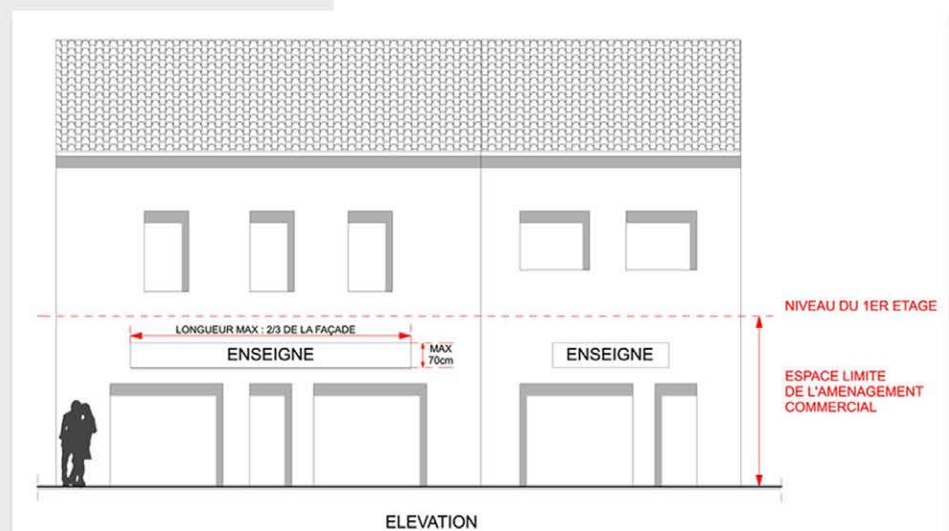 NIVEAU DU 1ER ETAGE
LONGUEUR MAX : 2/3 DE LA FAÇADE
ENSEIGNE
MAX
70cm
ENSEIGNE
ESPACE LIMITE
DE L'AMENAGEMENT
COMMERCIAL
ELEVATION